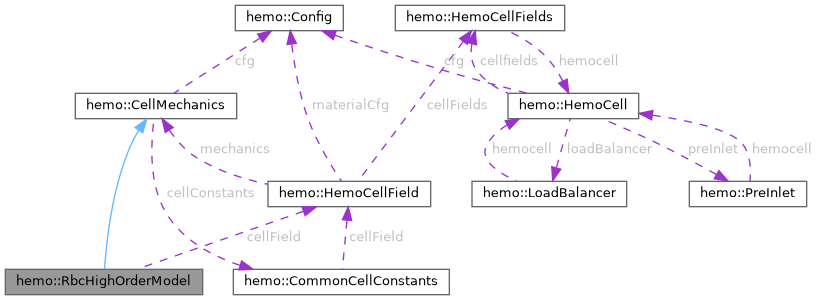 hemo::Config
hemo::HemoCellFields
cfg
cfg
cellfields
hemocell
hemo::CellMechanics
materialCfg
cellFields
hemo::HemoCell
mechanics
hemocell
loadBalancer
preInlet
hemocell
cellConstants
hemo::HemoCellField
hemo::LoadBalancer
hemo::PreInlet
cellField
cellField
hemo::RbcHighOrderModel
hemo::CommonCellConstants